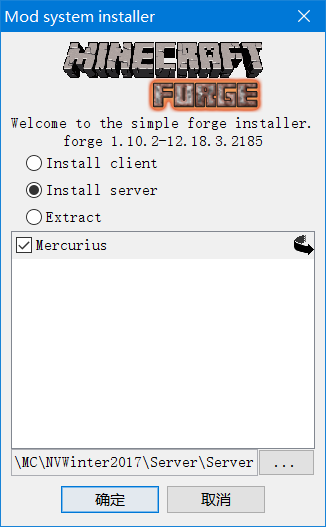 Mod system installer
MINECRAFT
FORGE
Welcome to the simple forge installer.
forge 1.10.2-12.18.3.2185
Install client
Install server
Extract
Mercurius
\MC\NVWinter2017\Server\Server
...
确定
取消